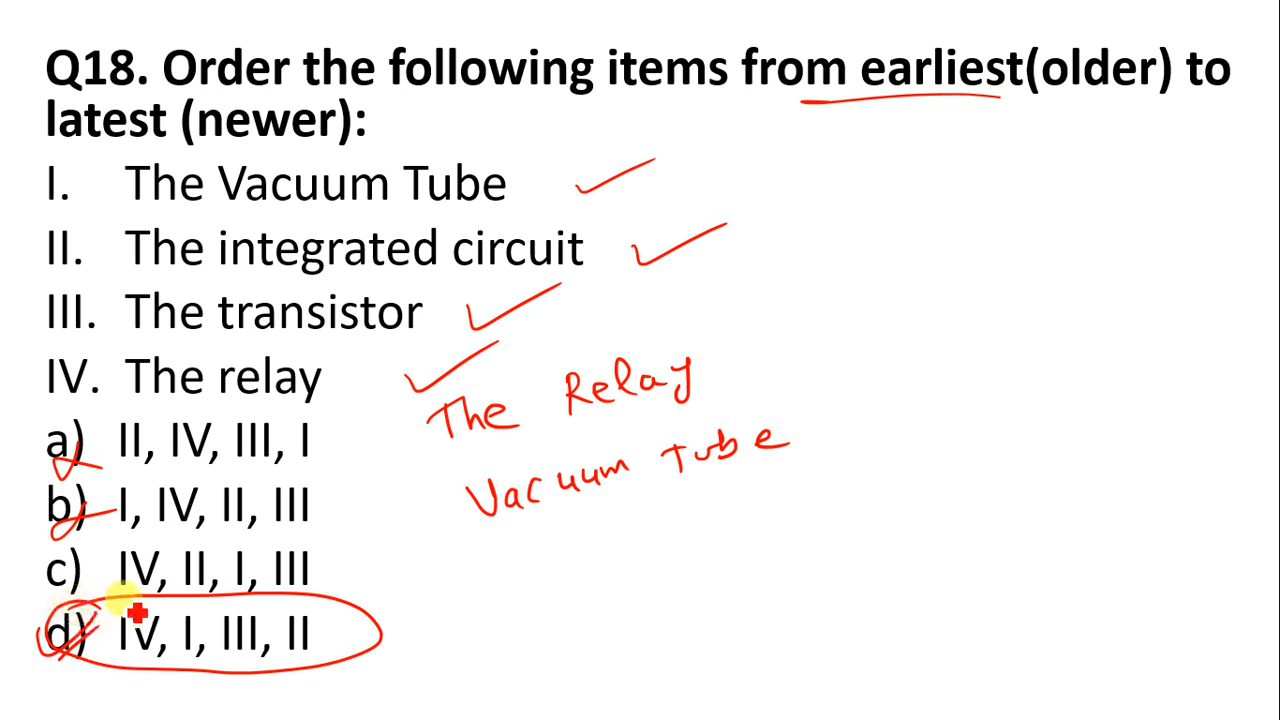 Q18. Order the following items from earliest(older) to
latest (newer):
I. The Vacuum Tube
II. The integrated circuit
III. The transistor
IV. The relay
The Relay
Vacuum Tube
a) II, IV, III, I
b) I, IV, II, III
c) IV, II, I, III
d) IV, I, III, II